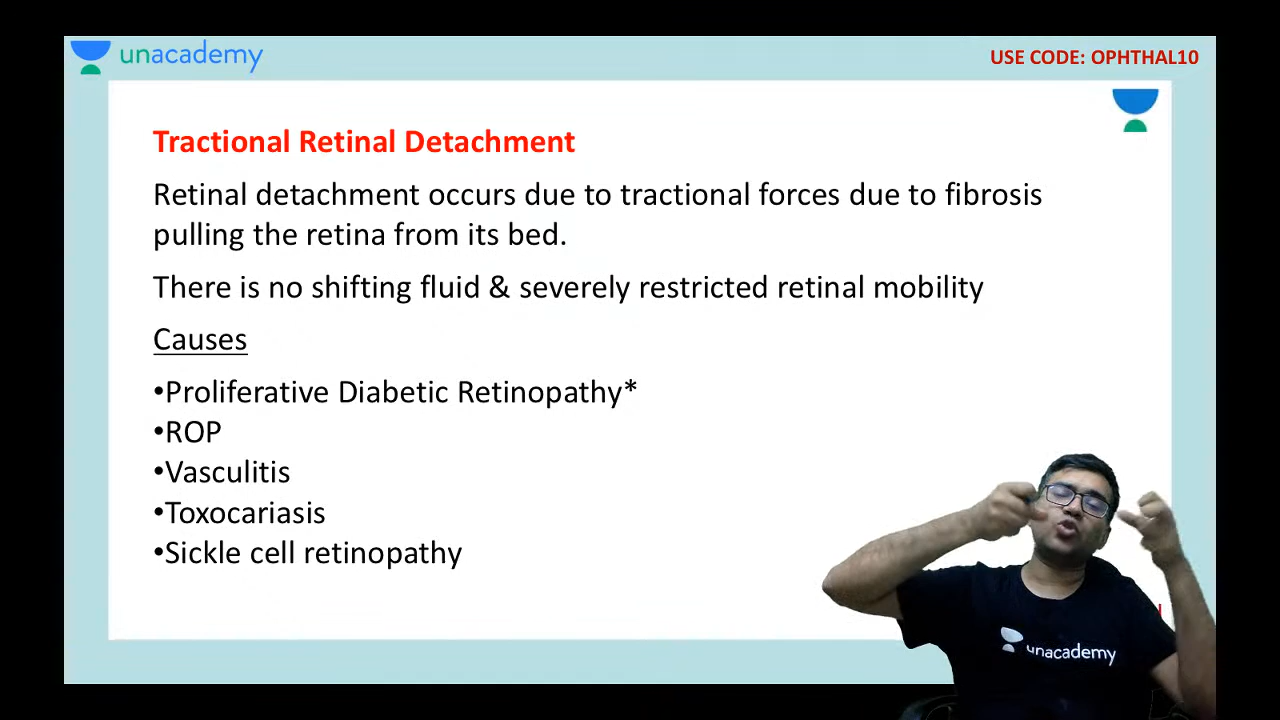 unacademy
USE CODE: OPHTHAL10
Tractional Retinal Detachment
Retinal detachment occurs due to tractional forces due to fibrosis
pulling the retina from its bed.
There is no shifting fluid & severely restricted retinal mobility
Causes
•Proliferative Diabetic Retinopathy*
•ROP
•Vasculitis
•Toxocariasis
•Sickle cell retinopathy
unacademy